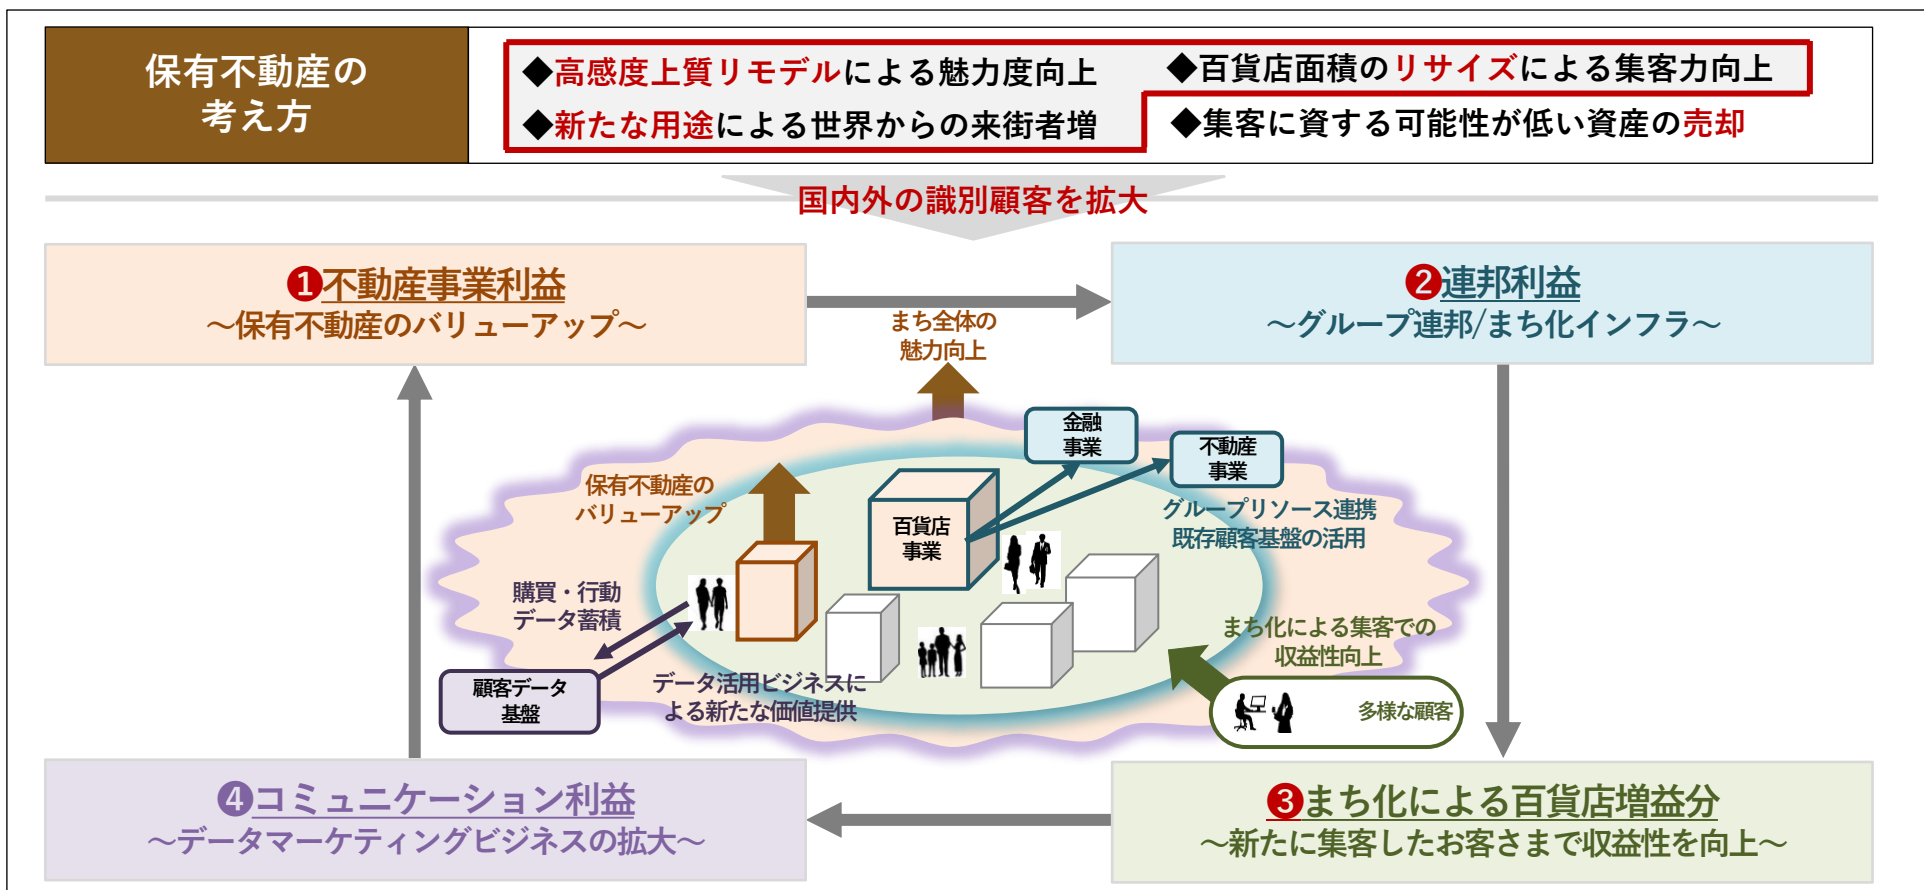 保有不動産の
考え方
◆高感度上質リモデルによる魅力度向上
◆新たな用途による世界からの来街者増
◆百貨店面積のリサイズによる集客力向上
◆集客に資する可能性が低い資産の売却
国内外の識別顧客を拡大
❶不動産事業利益
～保有不動産のバリューアップ～
❷連邦利益
～グループ連邦/まち化インフラ～
まち全体の
魅力向上
金融
事業
不動産
事業
保有不動産の
バリューアップ
百貨店
事業
グループリソース連携
既存顧客基盤の活用
購買・行動
データ蓄積
まち化による集客での
収益性向上
顧客データ
基盤
データ活用ビジネスに
よる新たな価値提供
多様な顧客
❹コミュニケーション利益
～データマーケティングビジネスの拡大～
❸まち化による百貨店増益分
～新たに集客したお客さまで収益性を向上～